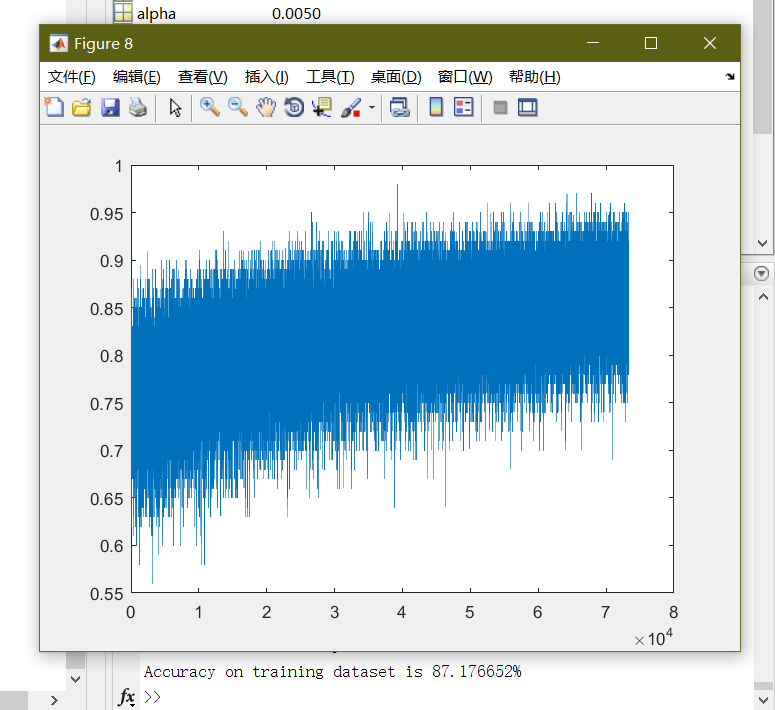 alpha 0.0050
Figure 8
文件(F) 编辑(E) 查看(V) 插入(I) 工具(T) 桌面(D) 窗口(W) 帮助(H)
1
0.95
0.9
0.85
0.8
0.75
0.7
0.65
0.6
0.55
0 1 2 3 4 5 6 7 8
×10⁴
Accuracy on training dataset is 87.176652%
fx >>